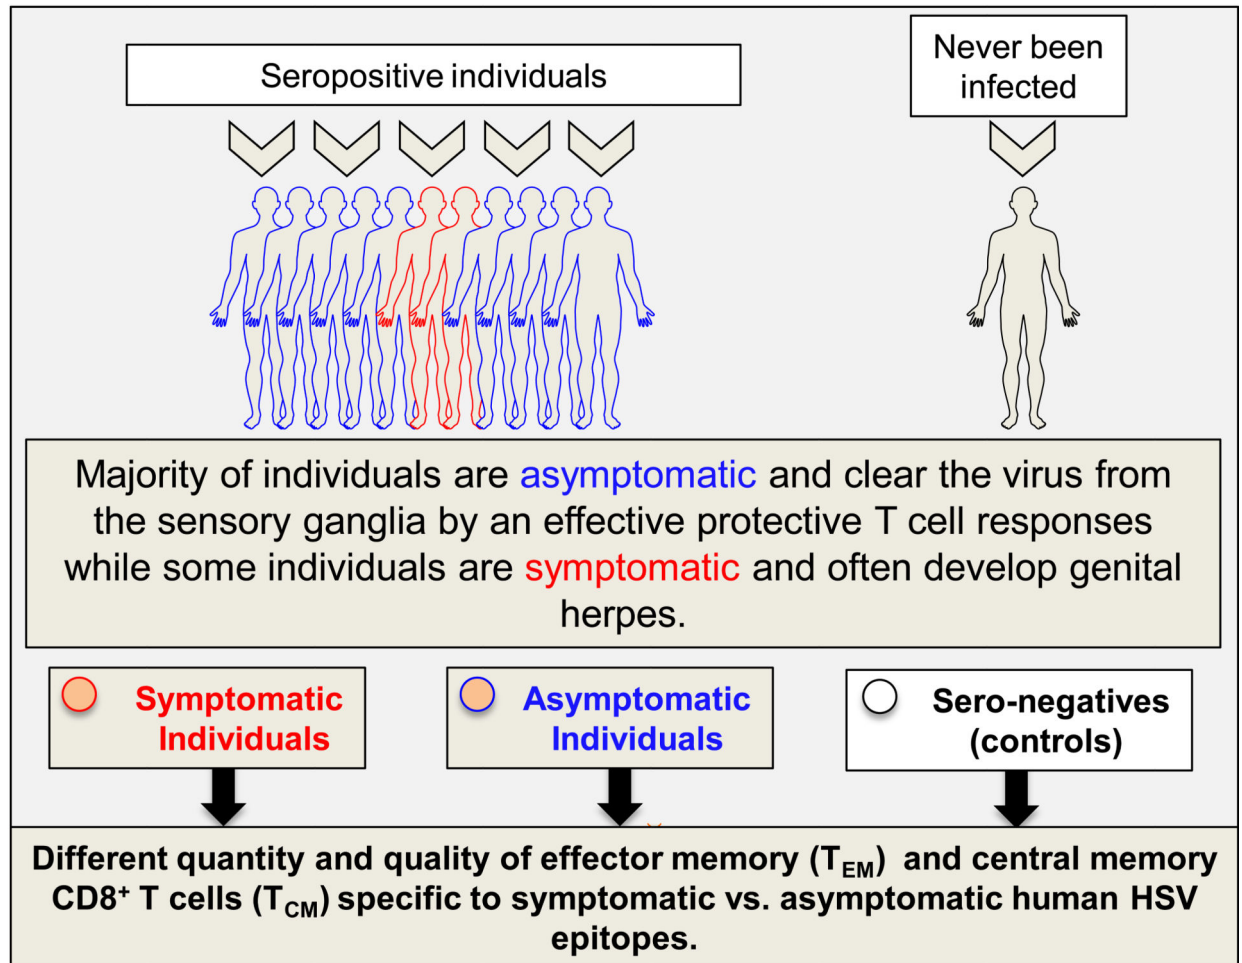 Seropositive individuals
Never been
infected
Majority of individuals are asymptomatic and clear the virus from
the sensory ganglia by an effective protective T cell responses
while some individuals are symptomatic and often develop genital
herpes.
Symptomatic
Individuals
Asymptomatic
Individuals
Sero-negatives
(controls)
Different quantity and quality of effector memory (TEM) and central memory
CD8+ T cells (TCM) specific to symptomatic vs. asymptomatic human HSV
epitopes.